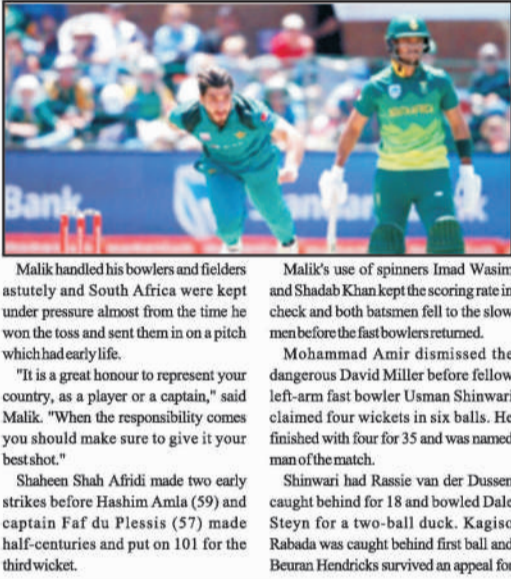 Bank
SOUTH AFRICA
Malik handled his bowlers and fielders
astutely and South Africa were kept
under pressure almost from the time he
won the toss and sent them in on a pitch
which had early life.
"It is a great honour to represent your
country, as a player or a captain," said
Malik. "When the responsibility comes
you should make sure to give it your
best shot."
Shaheen Shah Afridi made two early
strikes before Hashim Amla (59) and
captain Faf du Plessis (57) made
half-centuries and put on 101 for the
third wicket.
Malik's use of spinners Imad Wasim
and Shadab Khan kept the scoring rate in
check and both batsmen fell to the slow
men before the fast bowlers returned.
Mohammad Amir dismissed the
dangerous David Miller before fellow
left-arm fast bowler Usman Shinwari
claimed four wickets in six balls. He
finished with four for 35 and was named
man of the match.
Shinwari had Rassie van der Dussen
caught behind for 18 and bowled Dale
Steyn for a two-ball duck. Kagiso
Rabada was caught behind first ball and
Beuran Hendricks survived an appeal for